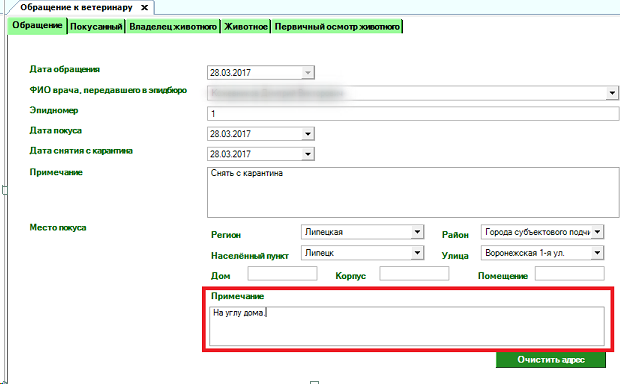 Обращение к ветеринару X
Обращение Покусанный Владелец животного Животное Первичный осмотр животного
Дата обращения 28.03.2017
ФИО врача, передавшего в эпидбюро
Эпидномер 1
Дата покуса 28.03.2017
Дата снятия с карантина 28.03.2017
Примечание Снять с карантина
Место покуса
Регион Липецкая Район Города субъектового подчи
Населённый пункт Липецк Улица Воронежская 1-я ул.
Дом Корпус Помещение
Примечание
На углу дома.
Очистить адрес